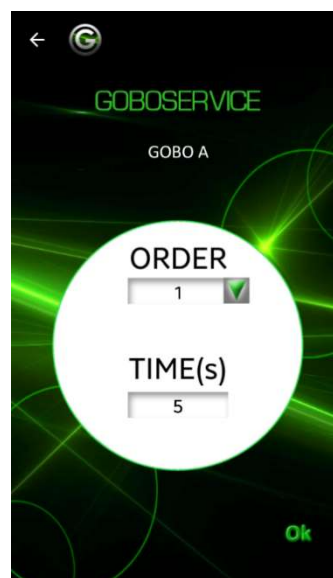 G
GOBOSERVICE
GOBO A
ORDER
1
TIME(s)
5
Ok